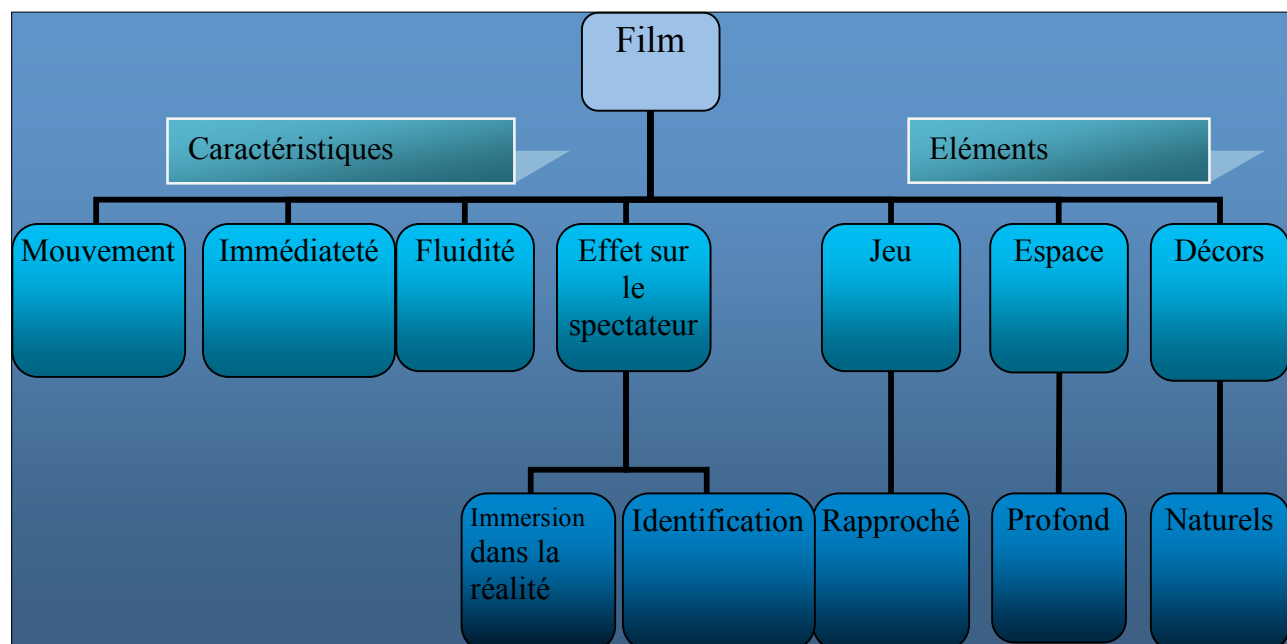 Film
Caractéristiques
Eléments
Mouvement
Immédiateté
Fluidité
Effet sur
le
spectateur
Jeu
Espace
Décors
Immersion
dans la
réalité
Identification
Rapproché
Profond
Naturels